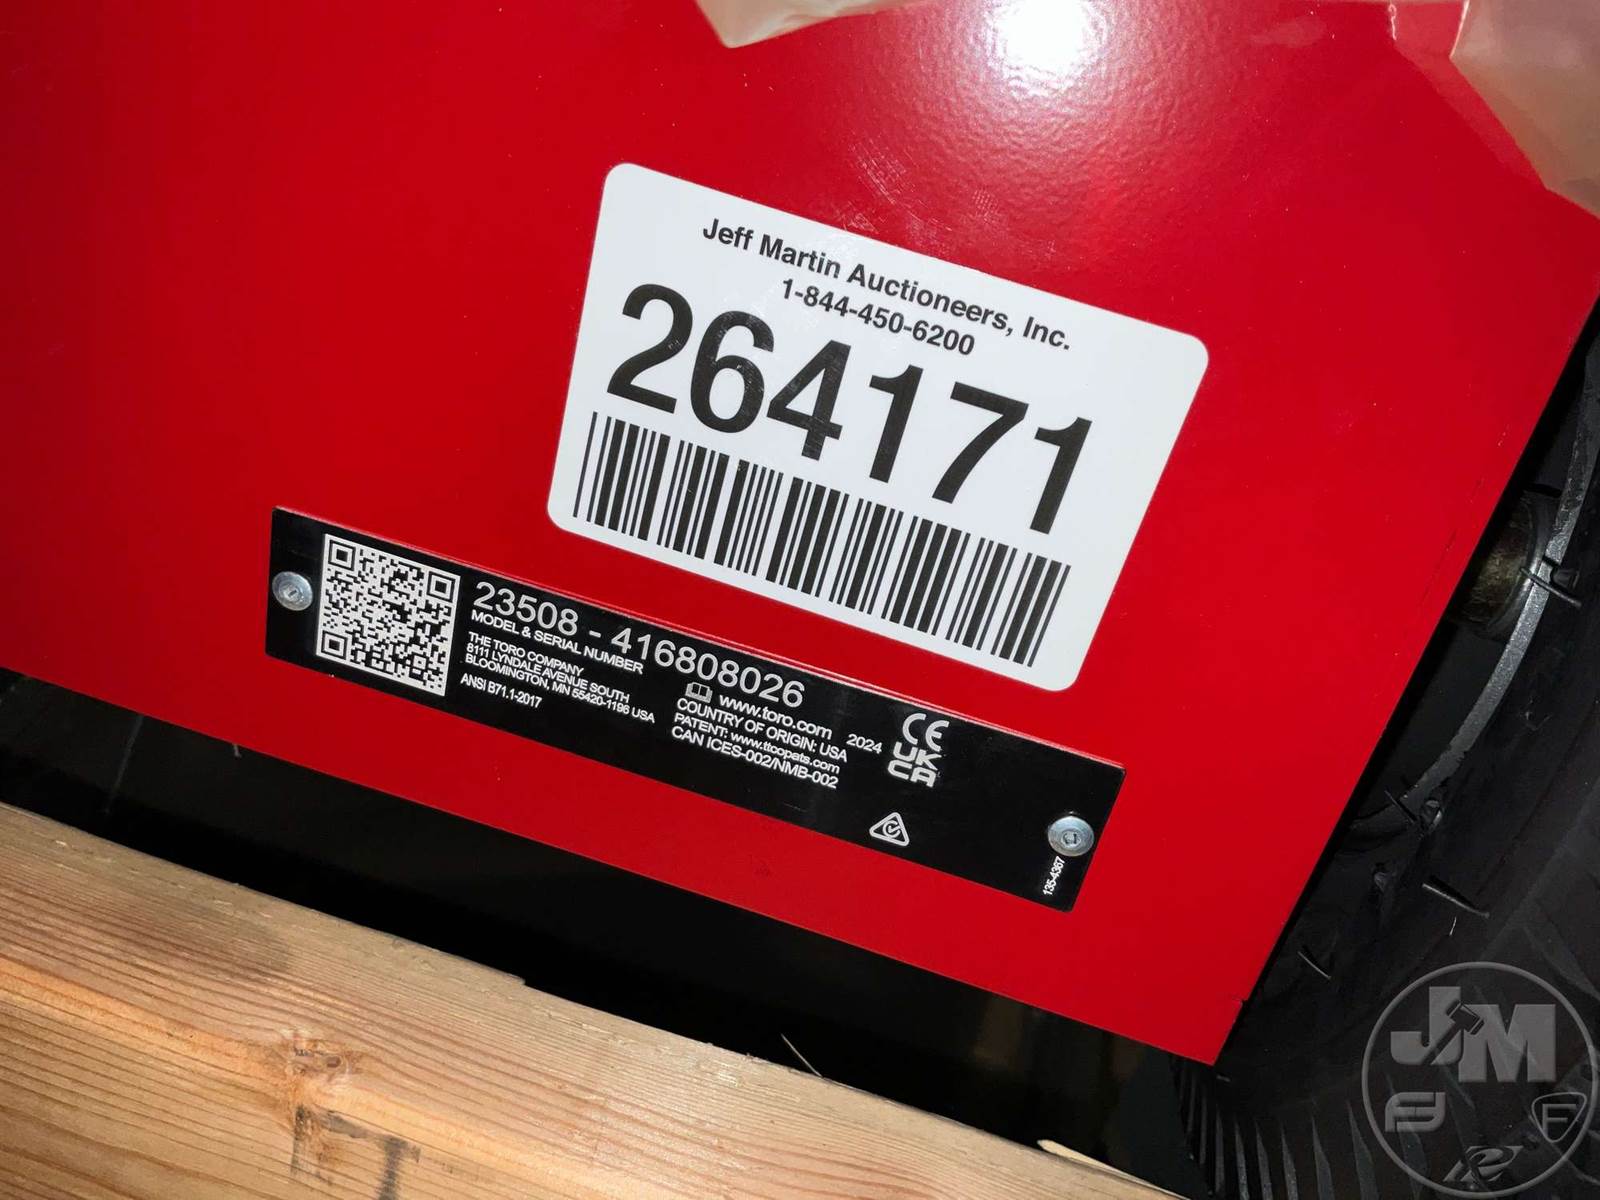 Jeff Martin Auctioneers, Inc.
1-844-450-6200
264171
23508 - 416808026
MODEL & SERIAL NUMBER
THE TORO COMPANY
8111 LYNDALE AVENUE SOUTH
BLOOMINGTON, MN 55420-1196 USA
ANSI B71.1-2017
www.toro.com
COUNTRY OF ORIGIN: USA
2024
PATENT: www.ttcopats.com
CAN ICES-002/NMB-002
CE
UK
CA
135-4367
JM
FJ
F